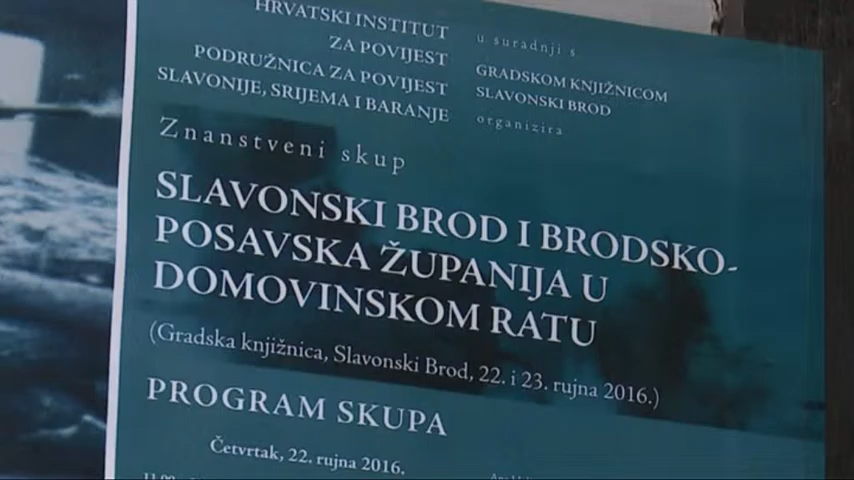 HRVATSKI INSTITUT
ZA POVIJEST
PODRUŽNICA ZA POVIJEST
SLAVONIJE, SRIJEMA I BARANJE
u suradnji s
GRADSKOM KNJIŽNICOM
SLAVONSKI BROD
organizira
Znanstveni skup
SLAVONSKI BROD I BRODSKO-
POSAVSKA ŽUPANIJA U
DOMOVINSKOM RATU
(Gradska knjižnica, Slavonski Brod, 22. i 23. rujna 2016.)
PROGRAM SKUPA
Četvrtak, 22. rujna 2016.